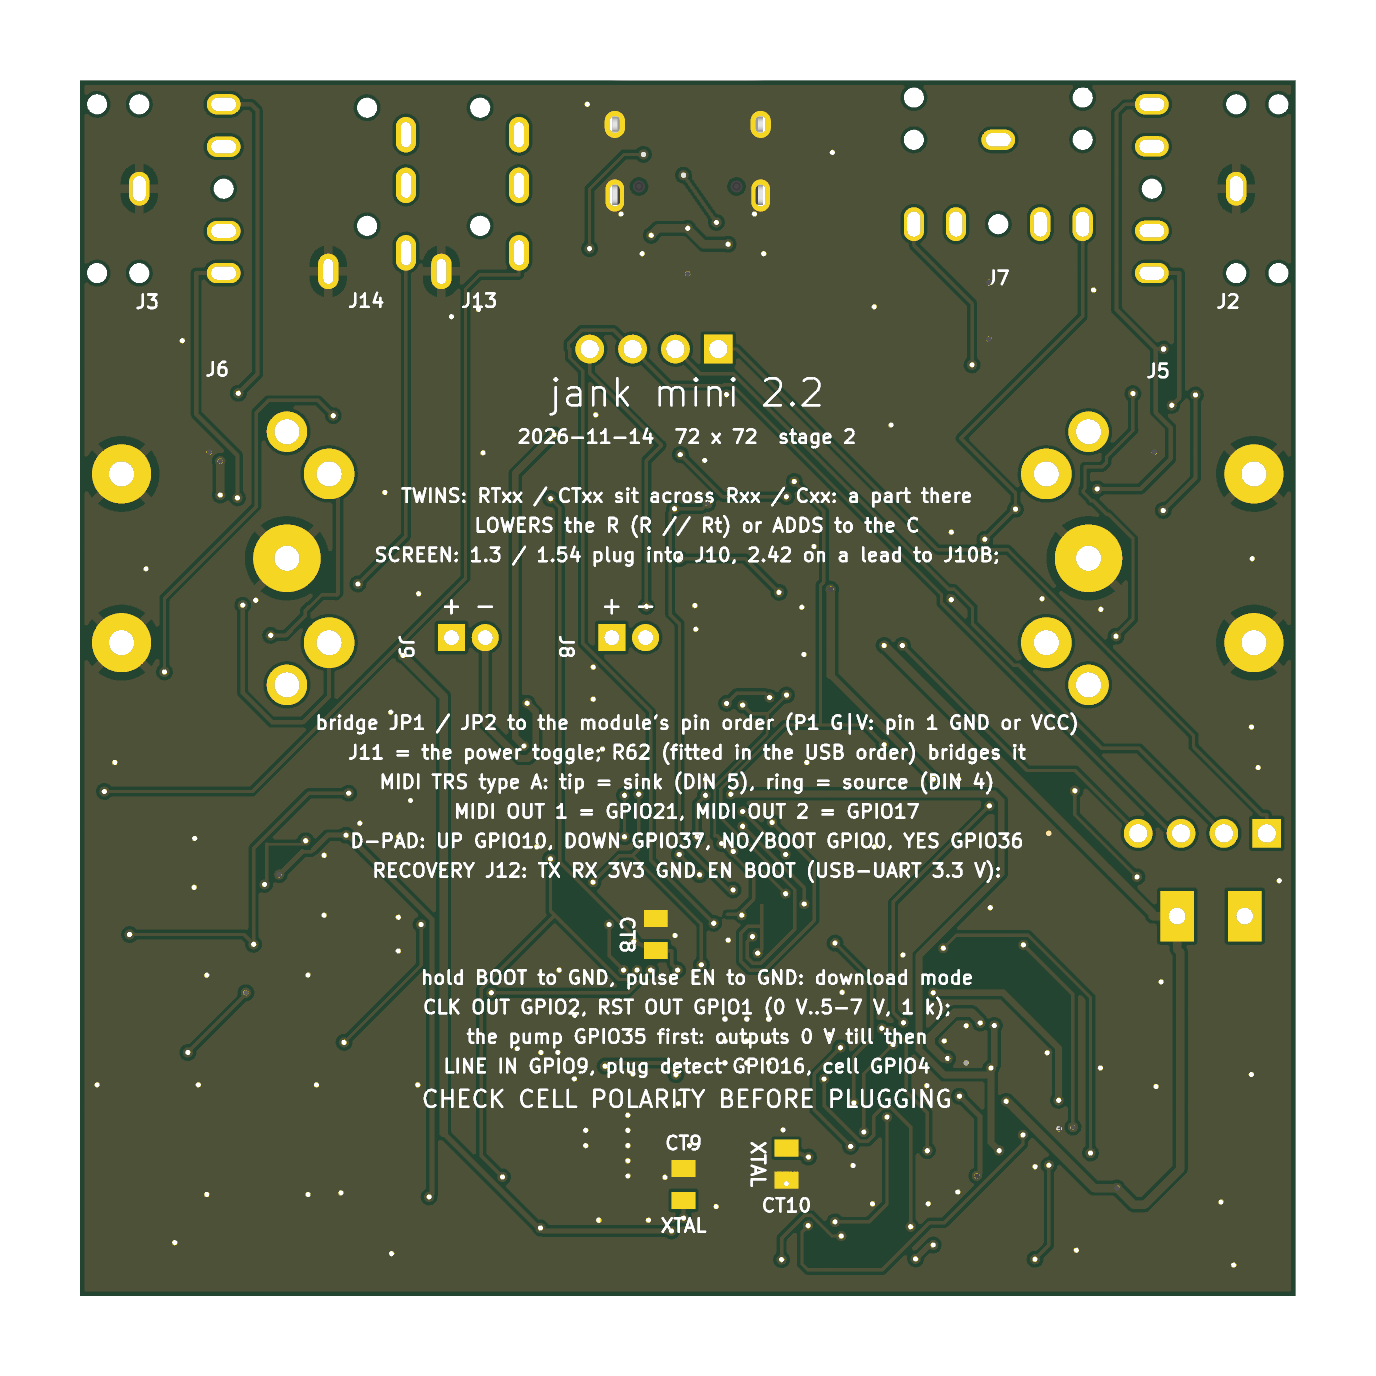 J3
J14
J13
J7
J2
J6
J5
jank mini 2.2
2026-11-14  72 x 72  stage 2
TWINS: RTxx / CTxx sit across Rxx / Cxx: a part there
LOWERS the R (R // Rt) or ADDS to the C
SCREEN: 1.3 / 1.54 plug into J10, 2.42 on a lead to J10B;
+ −
+ −
J9
J8
bridge JP1 / JP2 to the module's pin order (P1 G|V: pin 1 GND or VCC)
J11 = the power toggle; R62 (fitted in the USB order) bridges it
MIDI TRS type A: tip = sink (DIN 5), ring = source (DIN 4)
MIDI OUT 1 = GPIO21, MIDI OUT 2 = GPIO17
D-PAD: UP GPIO10, DOWN GPIO37, NO/BOOT GPIO0, YES GPIO36
RECOVERY J12: TX RX 3V3 GND EN BOOT (USB-UART 3.3 V):
CT8
hold BOOT to GND, pulse EN to GND: download mode
CLK OUT GPIO2, RST OUT GPIO1 (0 V..5-7 V, 1 k);
the pump GPIO35 first: outputs 0 V till then
LINE IN GPIO9, plug detect GPIO16, cell GPIO4
CHECK CELL POLARITY BEFORE PLUGGING
CT9
XTAL
XTAL
CT10